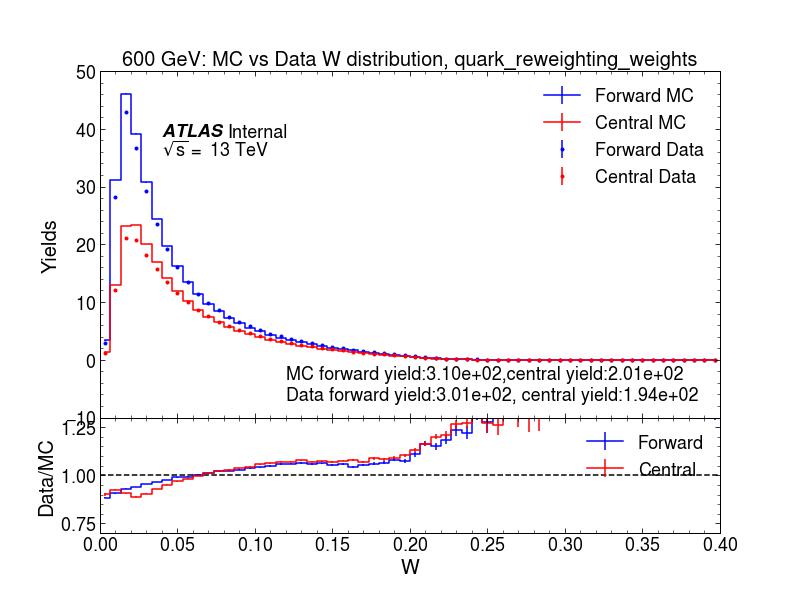 600 GeV: MC vs Data W distribution, quark_reweighting_weights
50
40
30
20
10
0
−10
Yields
ATLAS Internal
√s = 13 TeV
Forward MC
Central MC
Forward Data
Central Data
MC forward yield:3.10e+02,central yield:2.01e+02
Data forward yield:3.01e+02, central yield:1.94e+02
1.25
1.00
0.75
Data/MC
Forward
Central
0.00 0.05 0.10 0.15 0.20 0.25 0.30 0.35 0.40
W